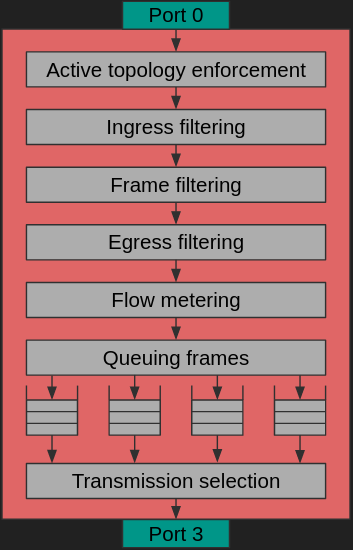 Port 0
Active topology enforcement
Ingress filtering
Frame filtering
Egress filtering
Flow metering
Queuing frames
Transmission selection
Port 3